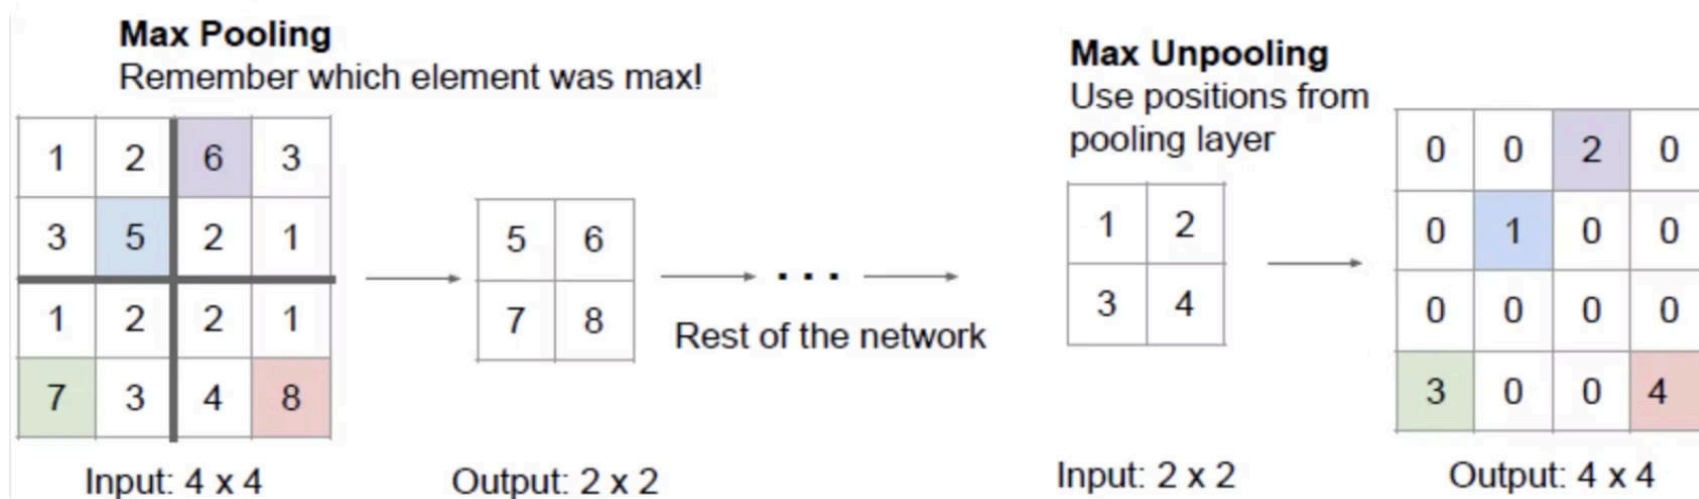 Max Pooling
Remember which element was max!
1 2 6 3
3 5 2 1
1 2 2 1
7 3 4 8
Input: 4 x 4
5 6
7 8
Output: 2 x 2
...
Rest of the network
Max Unpooling
Use positions from
pooling layer
1 2
3 4
Input: 2 x 2
0 0 2 0
0 1 0 0
0 0 0 0
3 0 0 4
Output: 4 x 4